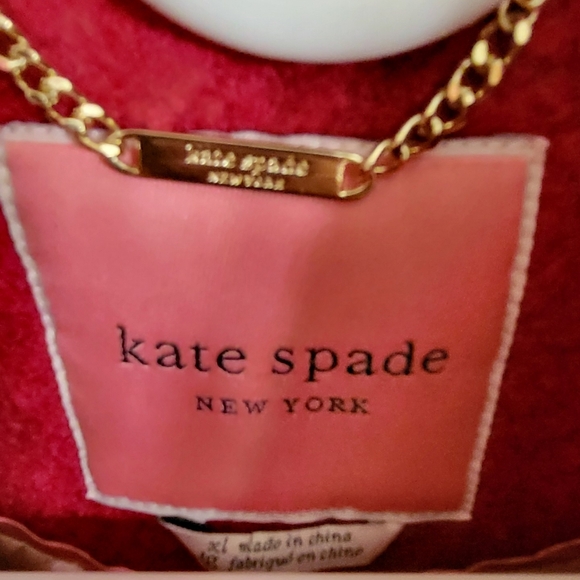 kate spade
NEW YORK
kate spade
NEW YORK
xl made in china
fabriqué en chine